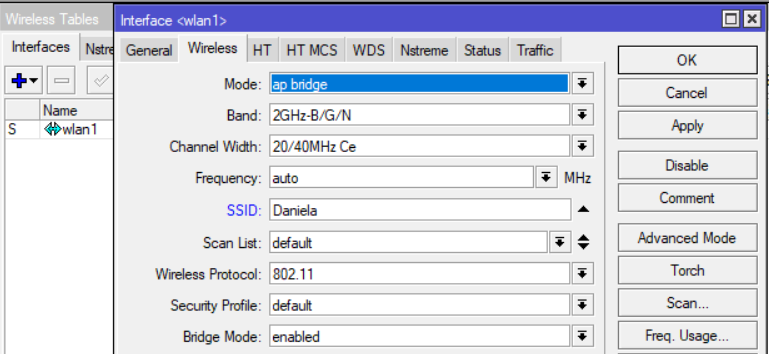 Wireless Tables
Interface <wlan1>
Interfaces Nstre
General Wireless HT HT MCS WDS Nstreme Status Traffic
Name
S wlan1
Mode: ap bridge
Band: 2GHz-B/G/N
Channel Width: 20/40MHz Ce
Frequency: auto MHz
SSID: Daniela
Scan List: default
Wireless Protocol: 802.11
Security Profile: default
Bridge Mode: enabled
OK
Cancel
Apply
Disable
Comment
Advanced Mode
Torch
Scan...
Freq. Usage...